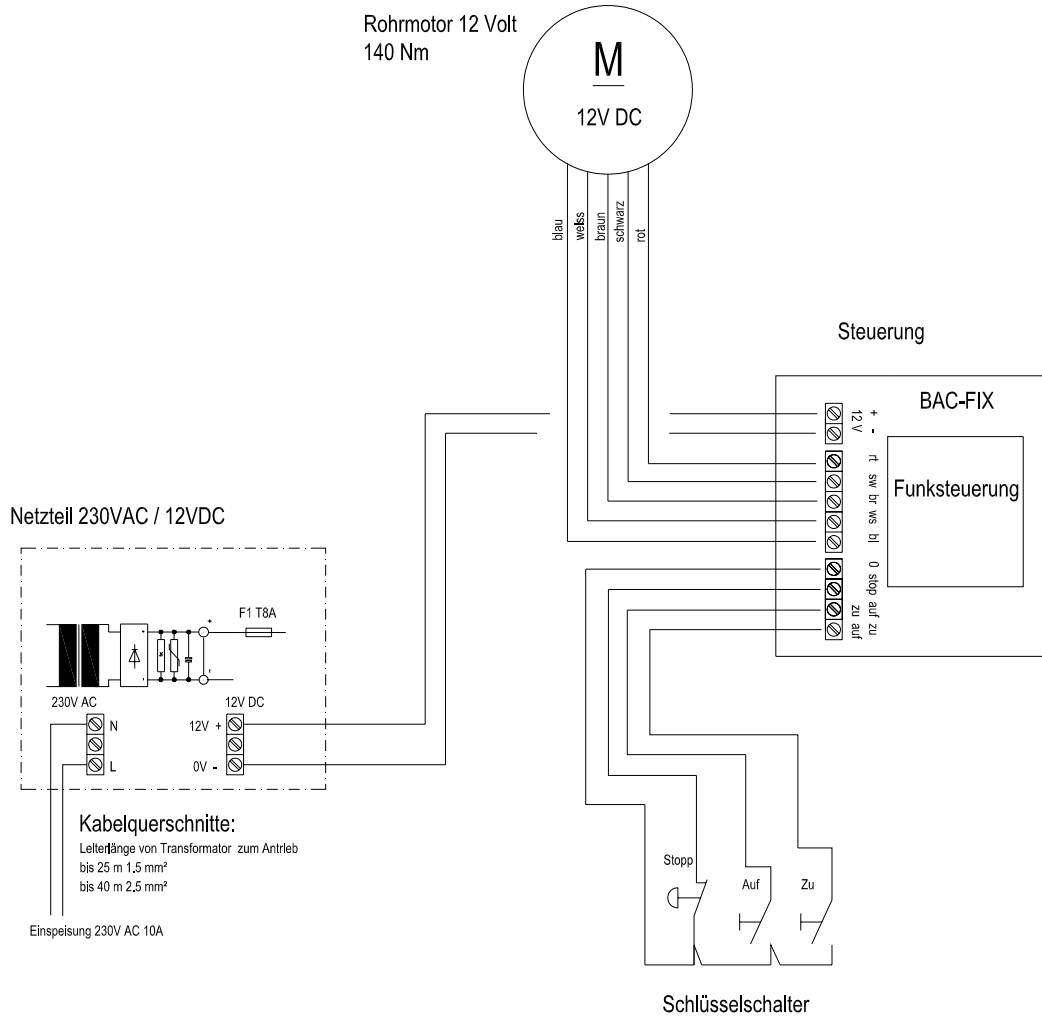 Rohrmotor 12 Volt
140 Nm
M
12V DC
blau
weiss
braun
schwarz
rot
Steuerung
BAC-FIX
+
-
12 V
rt
sw
br
ws
bl
Funksteuerung
0
stop
auf zu
zu auf
Netzteil 230VAC / 12VDC
F1 T8A
+
-
+
-
230V AC
12V DC
N
L
12V +
0V -
Kabelquerschnitte:
Leiterlänge von Transformator zum Antrieb
bis 25 m 1.5 mm²
bis 40 m 2.5 mm²
Einspeisung 230V AC 10A
Stopp
Auf
Zu
Schlüsselschalter